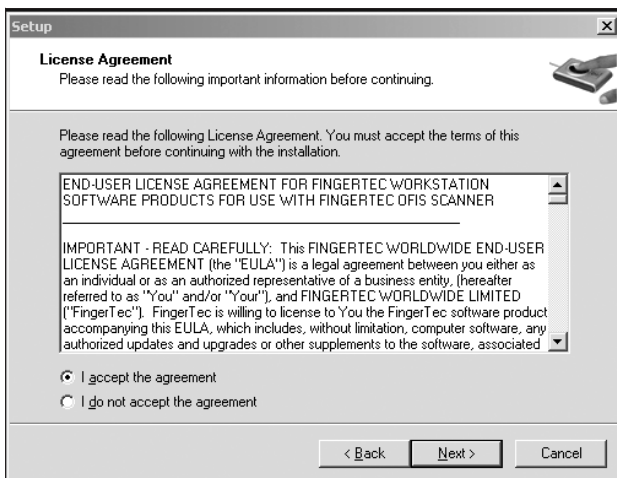 Setup
License Agreement
Please read the following important information before continuing.
Please read the following License Agreement. You must accept the terms of this
agreement before continuing with the installation.
END-USER LICENSE AGREEMENT FOR FINGERTEC WORKSTATION
SOFTWARE PRODUCTS FOR USE WITH FINGERTEC OFIS SCANNER
IMPORTANT - READ CAREFULLY: This FINGERTEC WORLDWIDE END-USER
LICENSE AGREEMENT (the "EULA") is a legal agreement between you either as
an individual or as an authorized representative of a business entity, (hereafter
referred to as "You" and/or "Your"), and FINGERTEC WORLDWIDE LIMITED
("FingerTec"). FingerTec is willing to license to You the FingerTec software product
accompanying this EULA, which includes, without limitation, computer software, any
authorized updates and upgrades or other supplements to the software, associated
I accept the agreement
I do not accept the agreement
< Back Next > Cancel